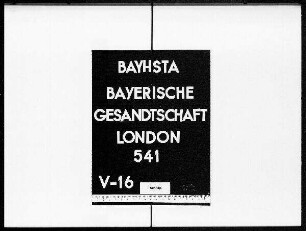 BAYHSTA
BAYERISCHE
GESANDTSCHAFT
LONDON
541
V-16